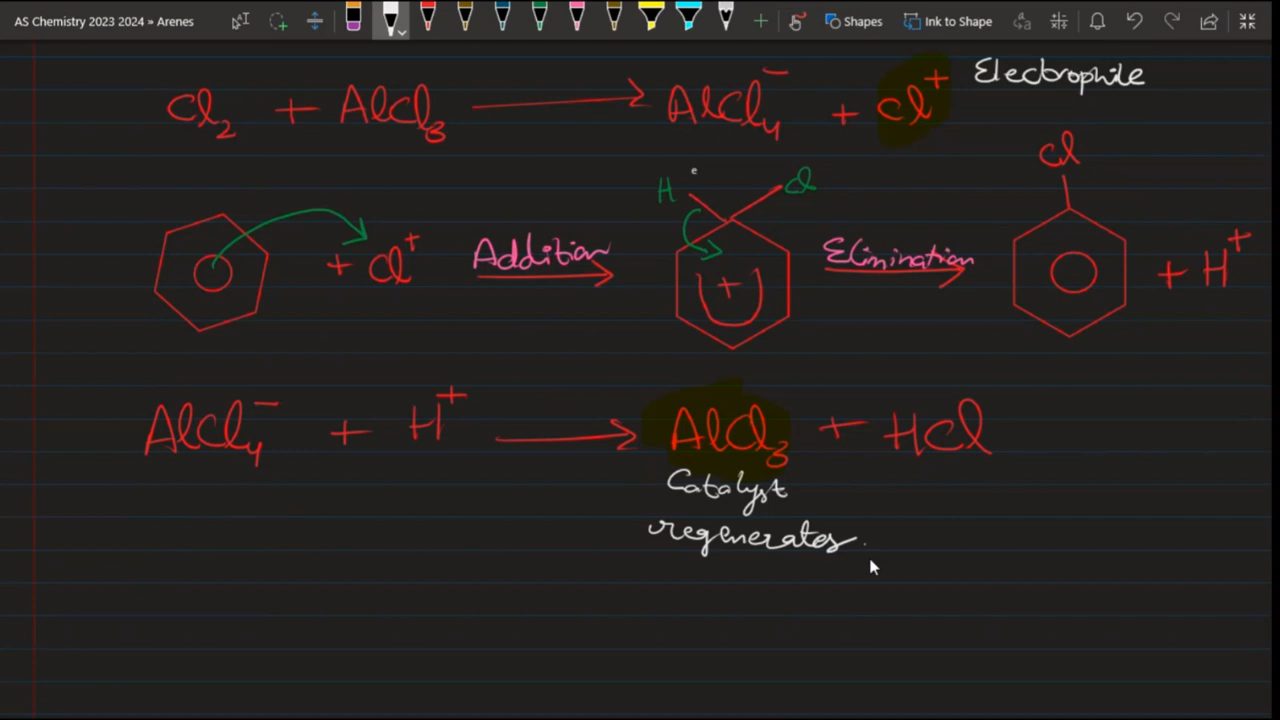 AS Chemistry 2023 2024 » Arenes
Shapes
Ink to Shape
Electrophile
Cl₂ + AlCl₃ → AlCl₄⁻ + Cl⁺
Cl
H e Cl
+ Cl⁺ Addition → + Elimination → + H⁺
AlCl₄⁻ + H⁺ → AlCl₃ + HCl
Catalyst
regenerates.